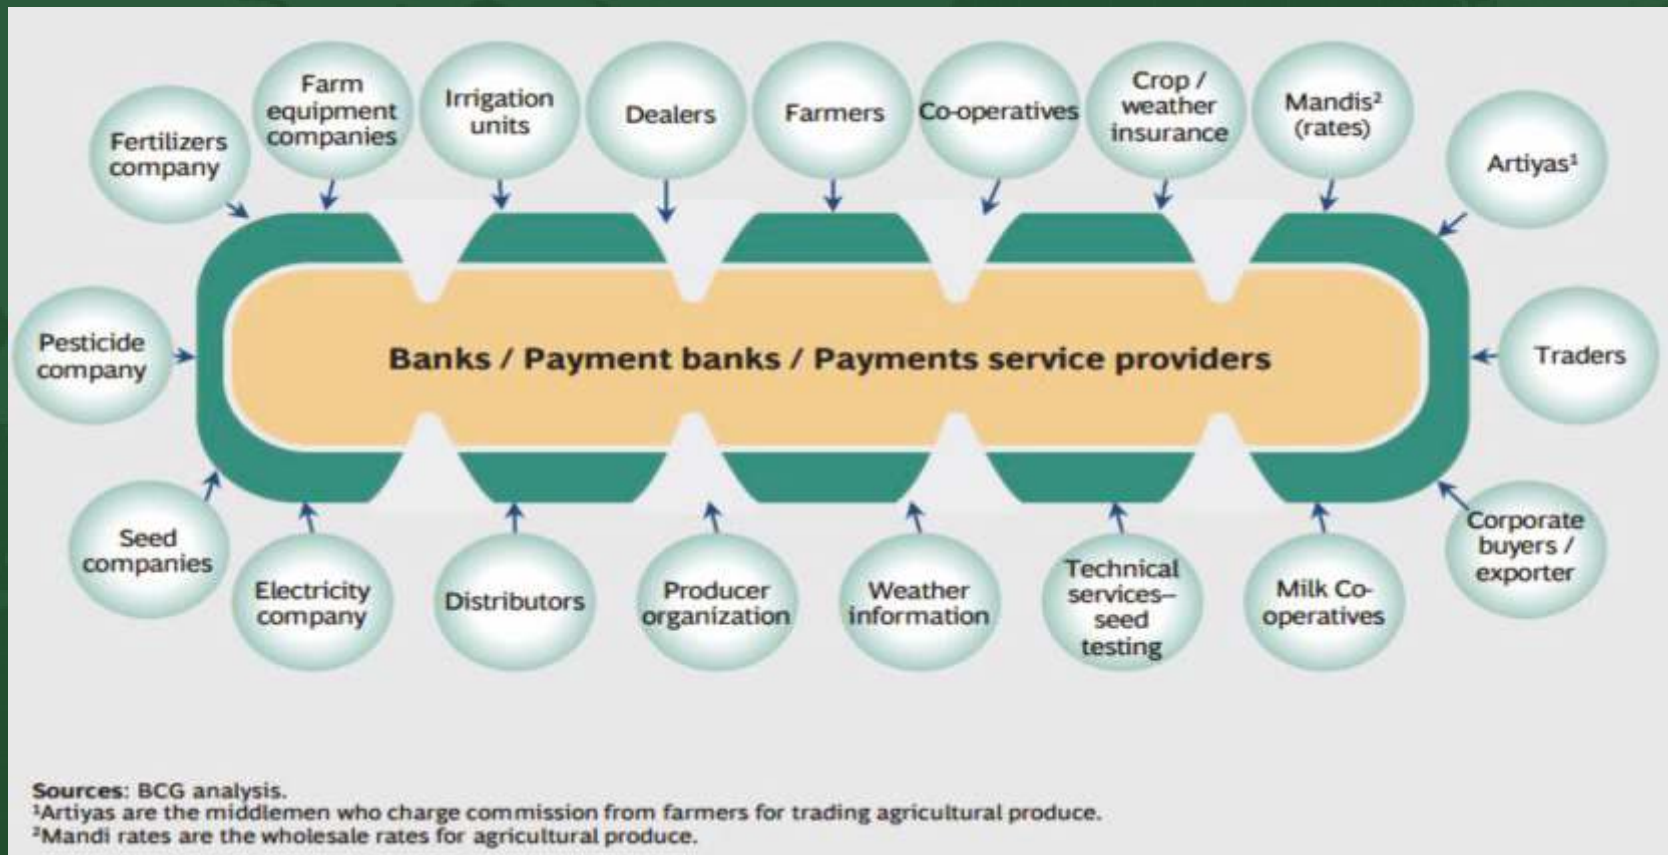 Fertilizers
company
Farm
equipment
companies
Irrigation
units
Dealers
Farmers
Co-operatives
Crop /
weather
insurance
Mandis²
(rates)
Artiyas¹
Pesticide
company
Banks / Payment banks / Payments service providers
Traders
Seed
companies
Electricity
company
Distributors
Producer
organization
Weather
information
Technical
services–
seed
testing
Milk Co-
operatives
Corporate
buyers /
exporter
Sources: BCG analysis.
¹Artiyas are the middlemen who charge commission from farmers for trading agricultural produce.
²Mandi rates are the wholesale rates for agricultural produce.